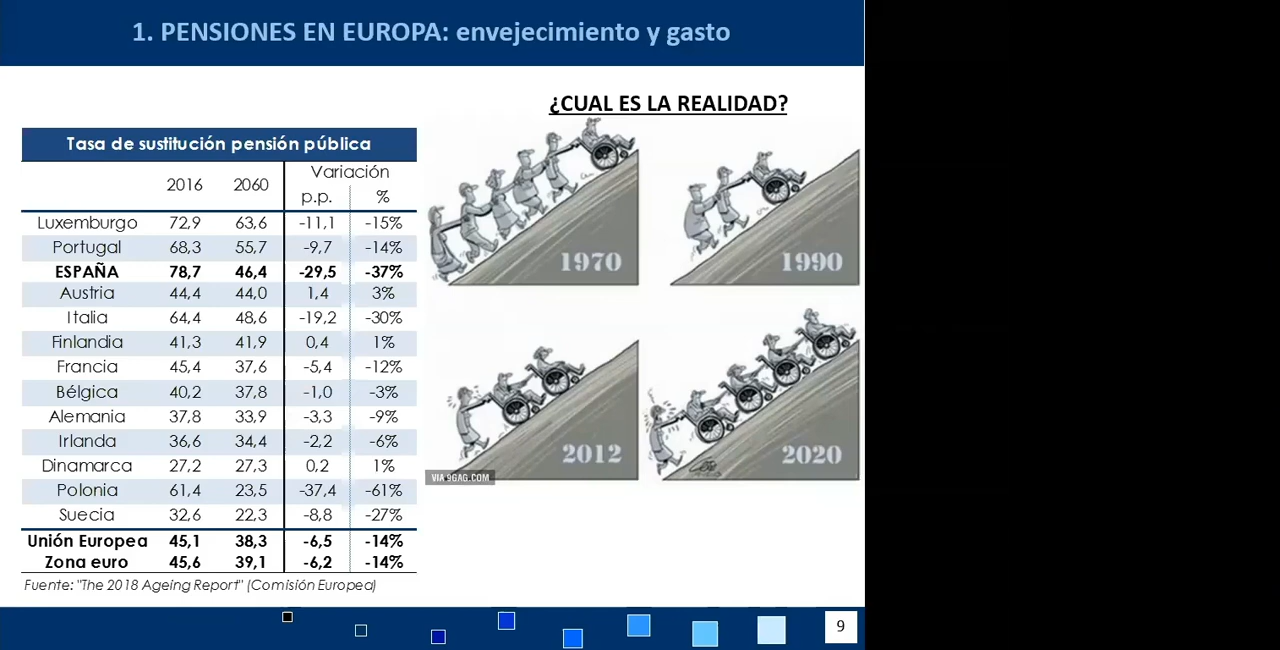 1. PENSIONES EN EUROPA: envejecimiento y gasto
¿CUAL ES LA REALIDAD?
Tasa de sustitución pensión pública
Variación
2016 2060
p.p. %
Luxemburgo 72,9 63,6 -11,1 -15%
Portugal 68,3 55,7 -9,7 -14%
ESPAÑA 78,7 46,4 -29,5 -37%
Austria 44,4 44,0 1,4 3%
Italia 64,4 48,6 -19,2 -30%
Finlandia 41,3 41,9 0,4 1%
Francia 45,4 37,6 -5,4 -12%
Bélgica 40,2 37,8 -1,0 -3%
Alemania 37,8 33,9 -3,3 -9%
Irlanda 36,6 34,4 -2,2 -6%
Dinamarca 27,2 27,3 0,2 1%
Polonia 61,4 23,5 -37,4 -61%
Suecia 32,6 22,3 -8,8 -27%
Unión Europea 45,1 38,3 -6,5 -14%
Zona euro 45,6 39,1 -6,2 -14%
Fuente: "The 2018 Ageing Report" (Comisión Europea)
1970
1990
2012
2020
VIA 9GAG.COM
9